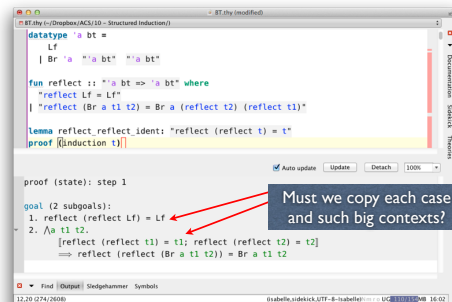 BT.thy (modified)
BT.thy (~/Dropbox/ACS/10 - Structured Induction/)
datatype 'a bt =
Lf
| Br 'a "'a bt" "'a bt"
fun reflect :: "'a bt => 'a bt" where
"reflect Lf = Lf"
| "reflect (Br a t1 t2) = Br a (reflect t2) (reflect t1)"
lemma reflect_reflect_ident: "reflect (reflect t) = t"
proof (induction t)
Documentation Sidekick Theories
Auto update Update Detach 100%
proof (state): step 1
goal (2 subgoals):
1. reflect (reflect Lf) = Lf
2. ⋀a t1 t2.
⟦reflect (reflect t1) = t1; reflect (reflect t2) = t2⟧
⟹ reflect (reflect (Br a t1 t2)) = Br a t1 t2
Must we copy each case
and such big contexts?
Find Output Sledgehammer Symbols
12,20 (274/2608) (isabelle,sidekick,UTF-8-Isabelle) UG MB 16:02